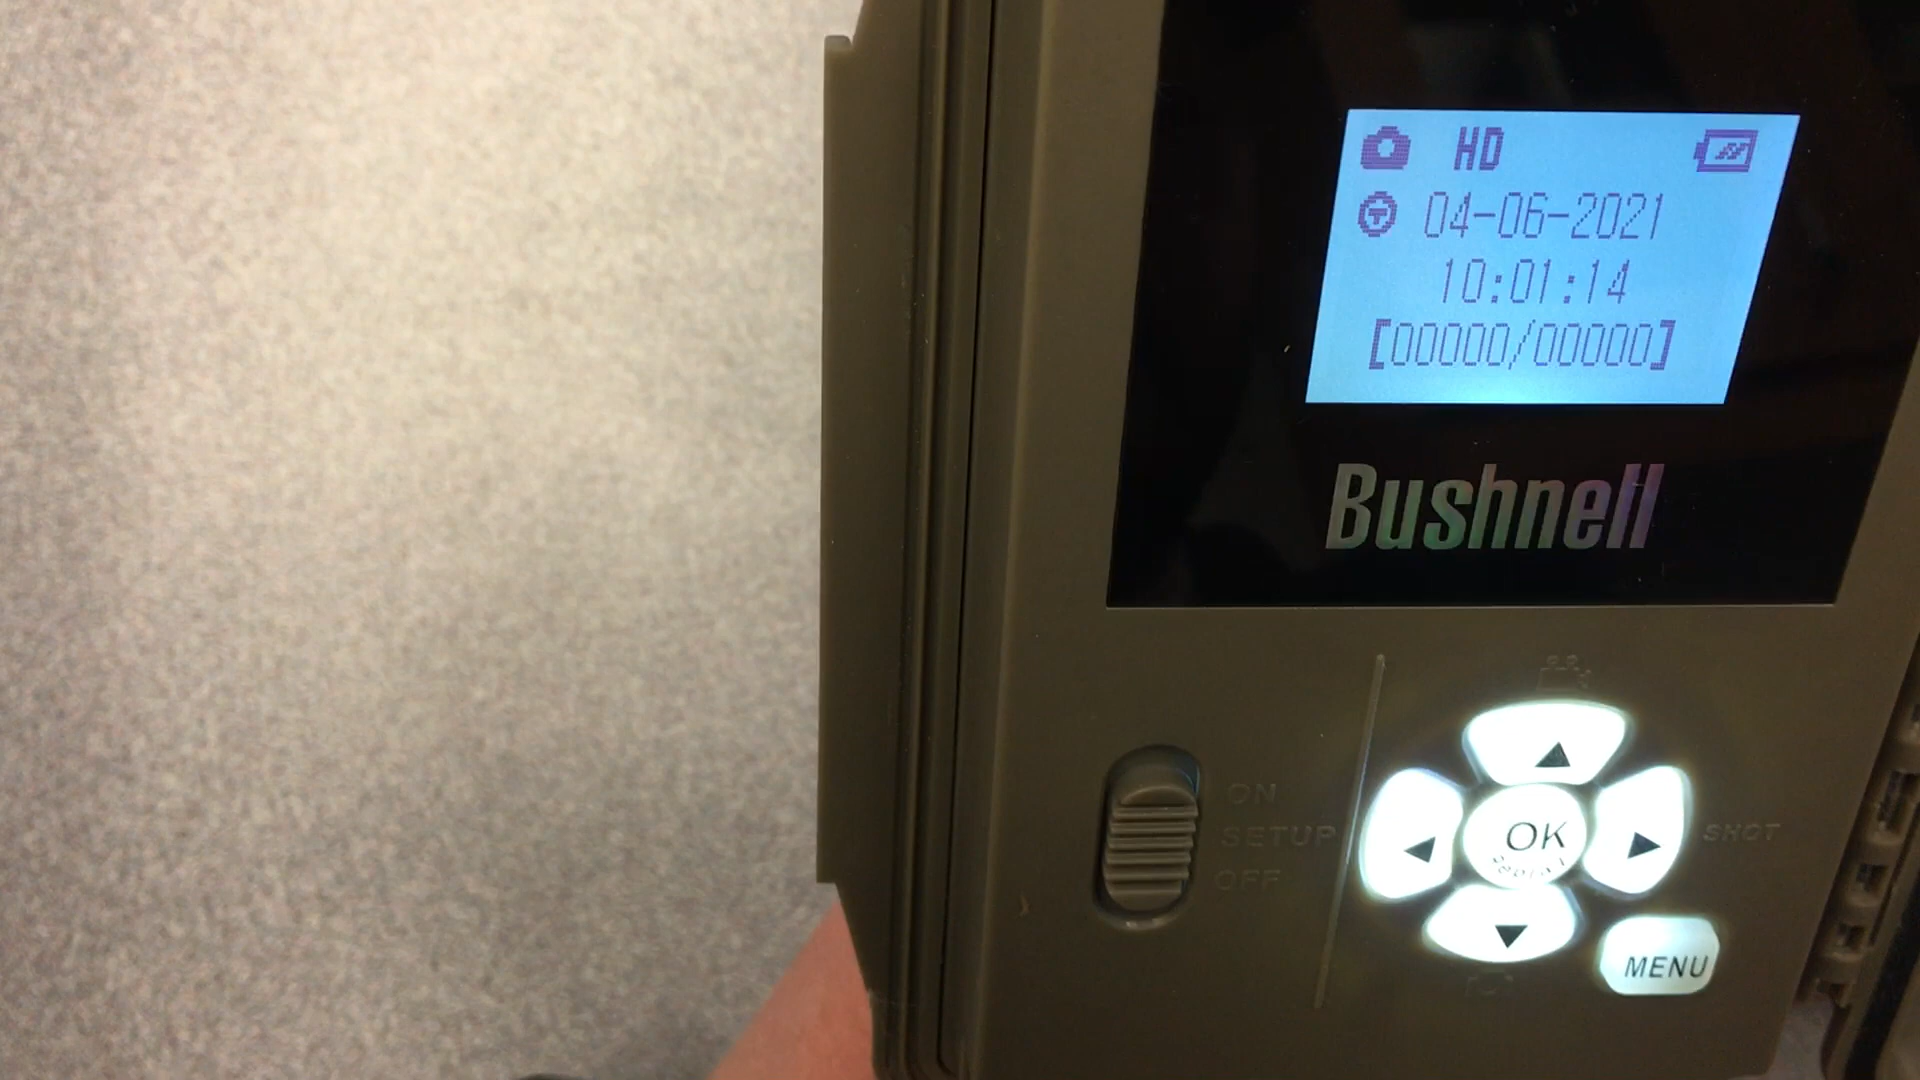 HD
04-06-2021
10:01:14
[00000/00000]
Bushnell
ON
SETUP
OFF
OK
SHOT
MENU